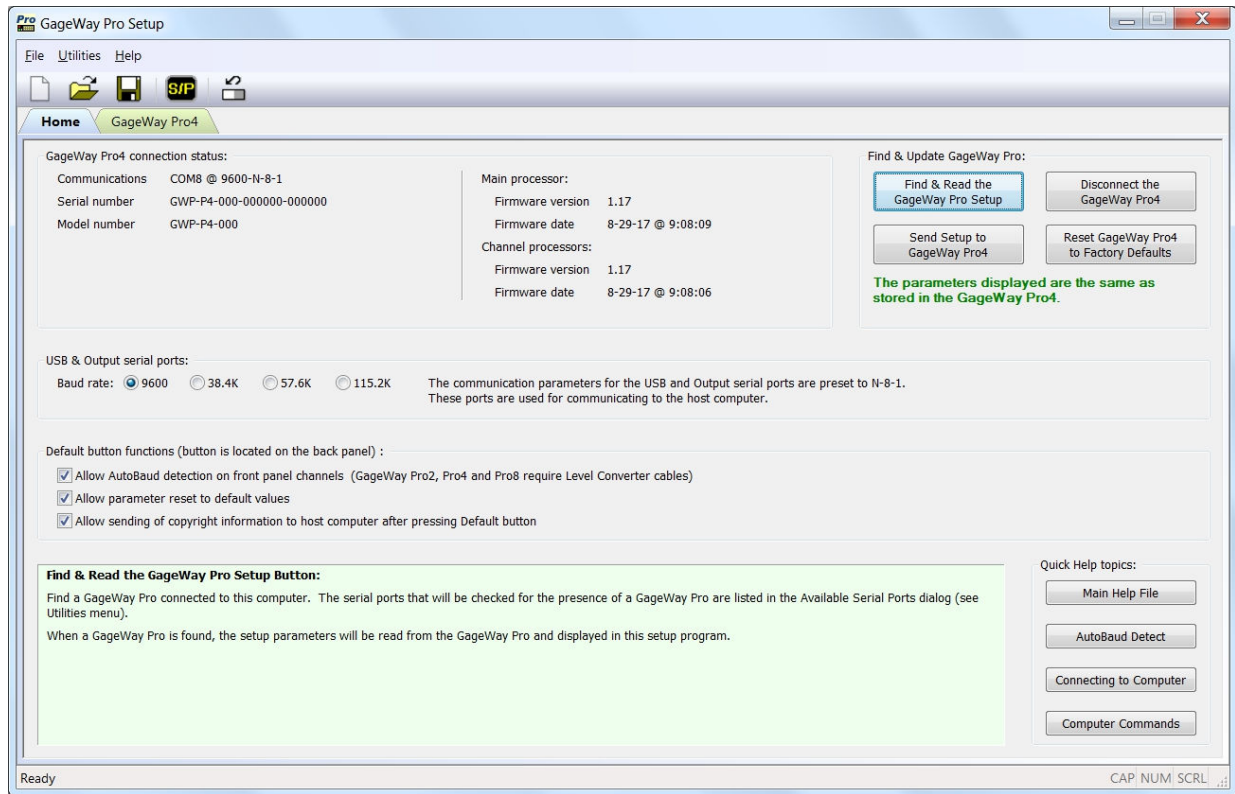 Pro GageWay Pro Setup
File Utilities Help
S/P
Home GageWay Pro4
GageWay Pro4 connection status:
Communications COM8 @ 9600-N-8-1
Serial number GWP-P4-000-000000-000000
Model number GWP-P4-000
Main processor:
Firmware version 1.17
Firmware date 8-29-17 @ 9:08:09
Channel processors:
Firmware version 1.17
Firmware date 8-29-17 @ 9:08:06
Find & Update GageWay Pro:
Find & Read the
GageWay Pro Setup
Disconnect the
GageWay Pro4
Send Setup to
GageWay Pro4
Reset GageWay Pro4
to Factory Defaults
The parameters displayed are the same as
stored in the GageWay Pro4.
USB & Output serial ports:
Baud rate: 9600 38.4K 57.6K 115.2K
The communication parameters for the USB and Output serial ports are preset to N-8-1.
These ports are used for communicating to the host computer.
Default button functions (button is located on the back panel) :
Allow AutoBaud detection on front panel channels (GageWay Pro2, Pro4 and Pro8 require Level Converter cables)
Allow parameter reset to default values
Allow sending of copyright information to host computer after pressing Default button
Find & Read the GageWay Pro Setup Button:
Find a GageWay Pro connected to this computer. The serial ports that will be checked for the presence of a GageWay Pro are listed in the Available Serial Ports dialog (see
Utilities menu).
When a GageWay Pro is found, the setup parameters will be read from the GageWay Pro and displayed in this setup program.
Quick Help topics:
Main Help File
AutoBaud Detect
Connecting to Computer
Computer Commands
Ready CAP NUM SCRL